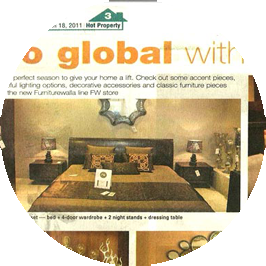 18, 2011
3
Hot Property
o global with
perfect season to give your home a lift. Check out some accent pieces,
ful lighting options, decorative accessories and classic furniture pieces
the new Furniturewalla line FW store
et — bed + 4-door wardrobe + 2 night stands + dressing table